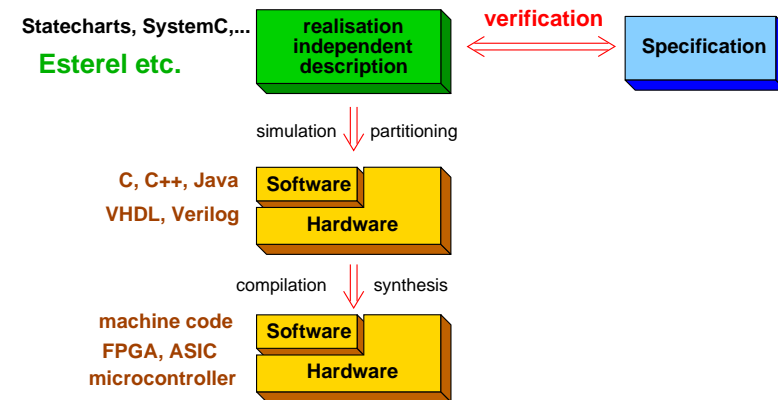 Statecharts, SystemC,...
Esterel etc.
realisation
independent
description
verification
Specification
simulation
partitioning
C, C++, Java
VHDL, Verilog
Software
Hardware
compilation
synthesis
machine code
FPGA, ASIC
microcontroller
Software
Hardware